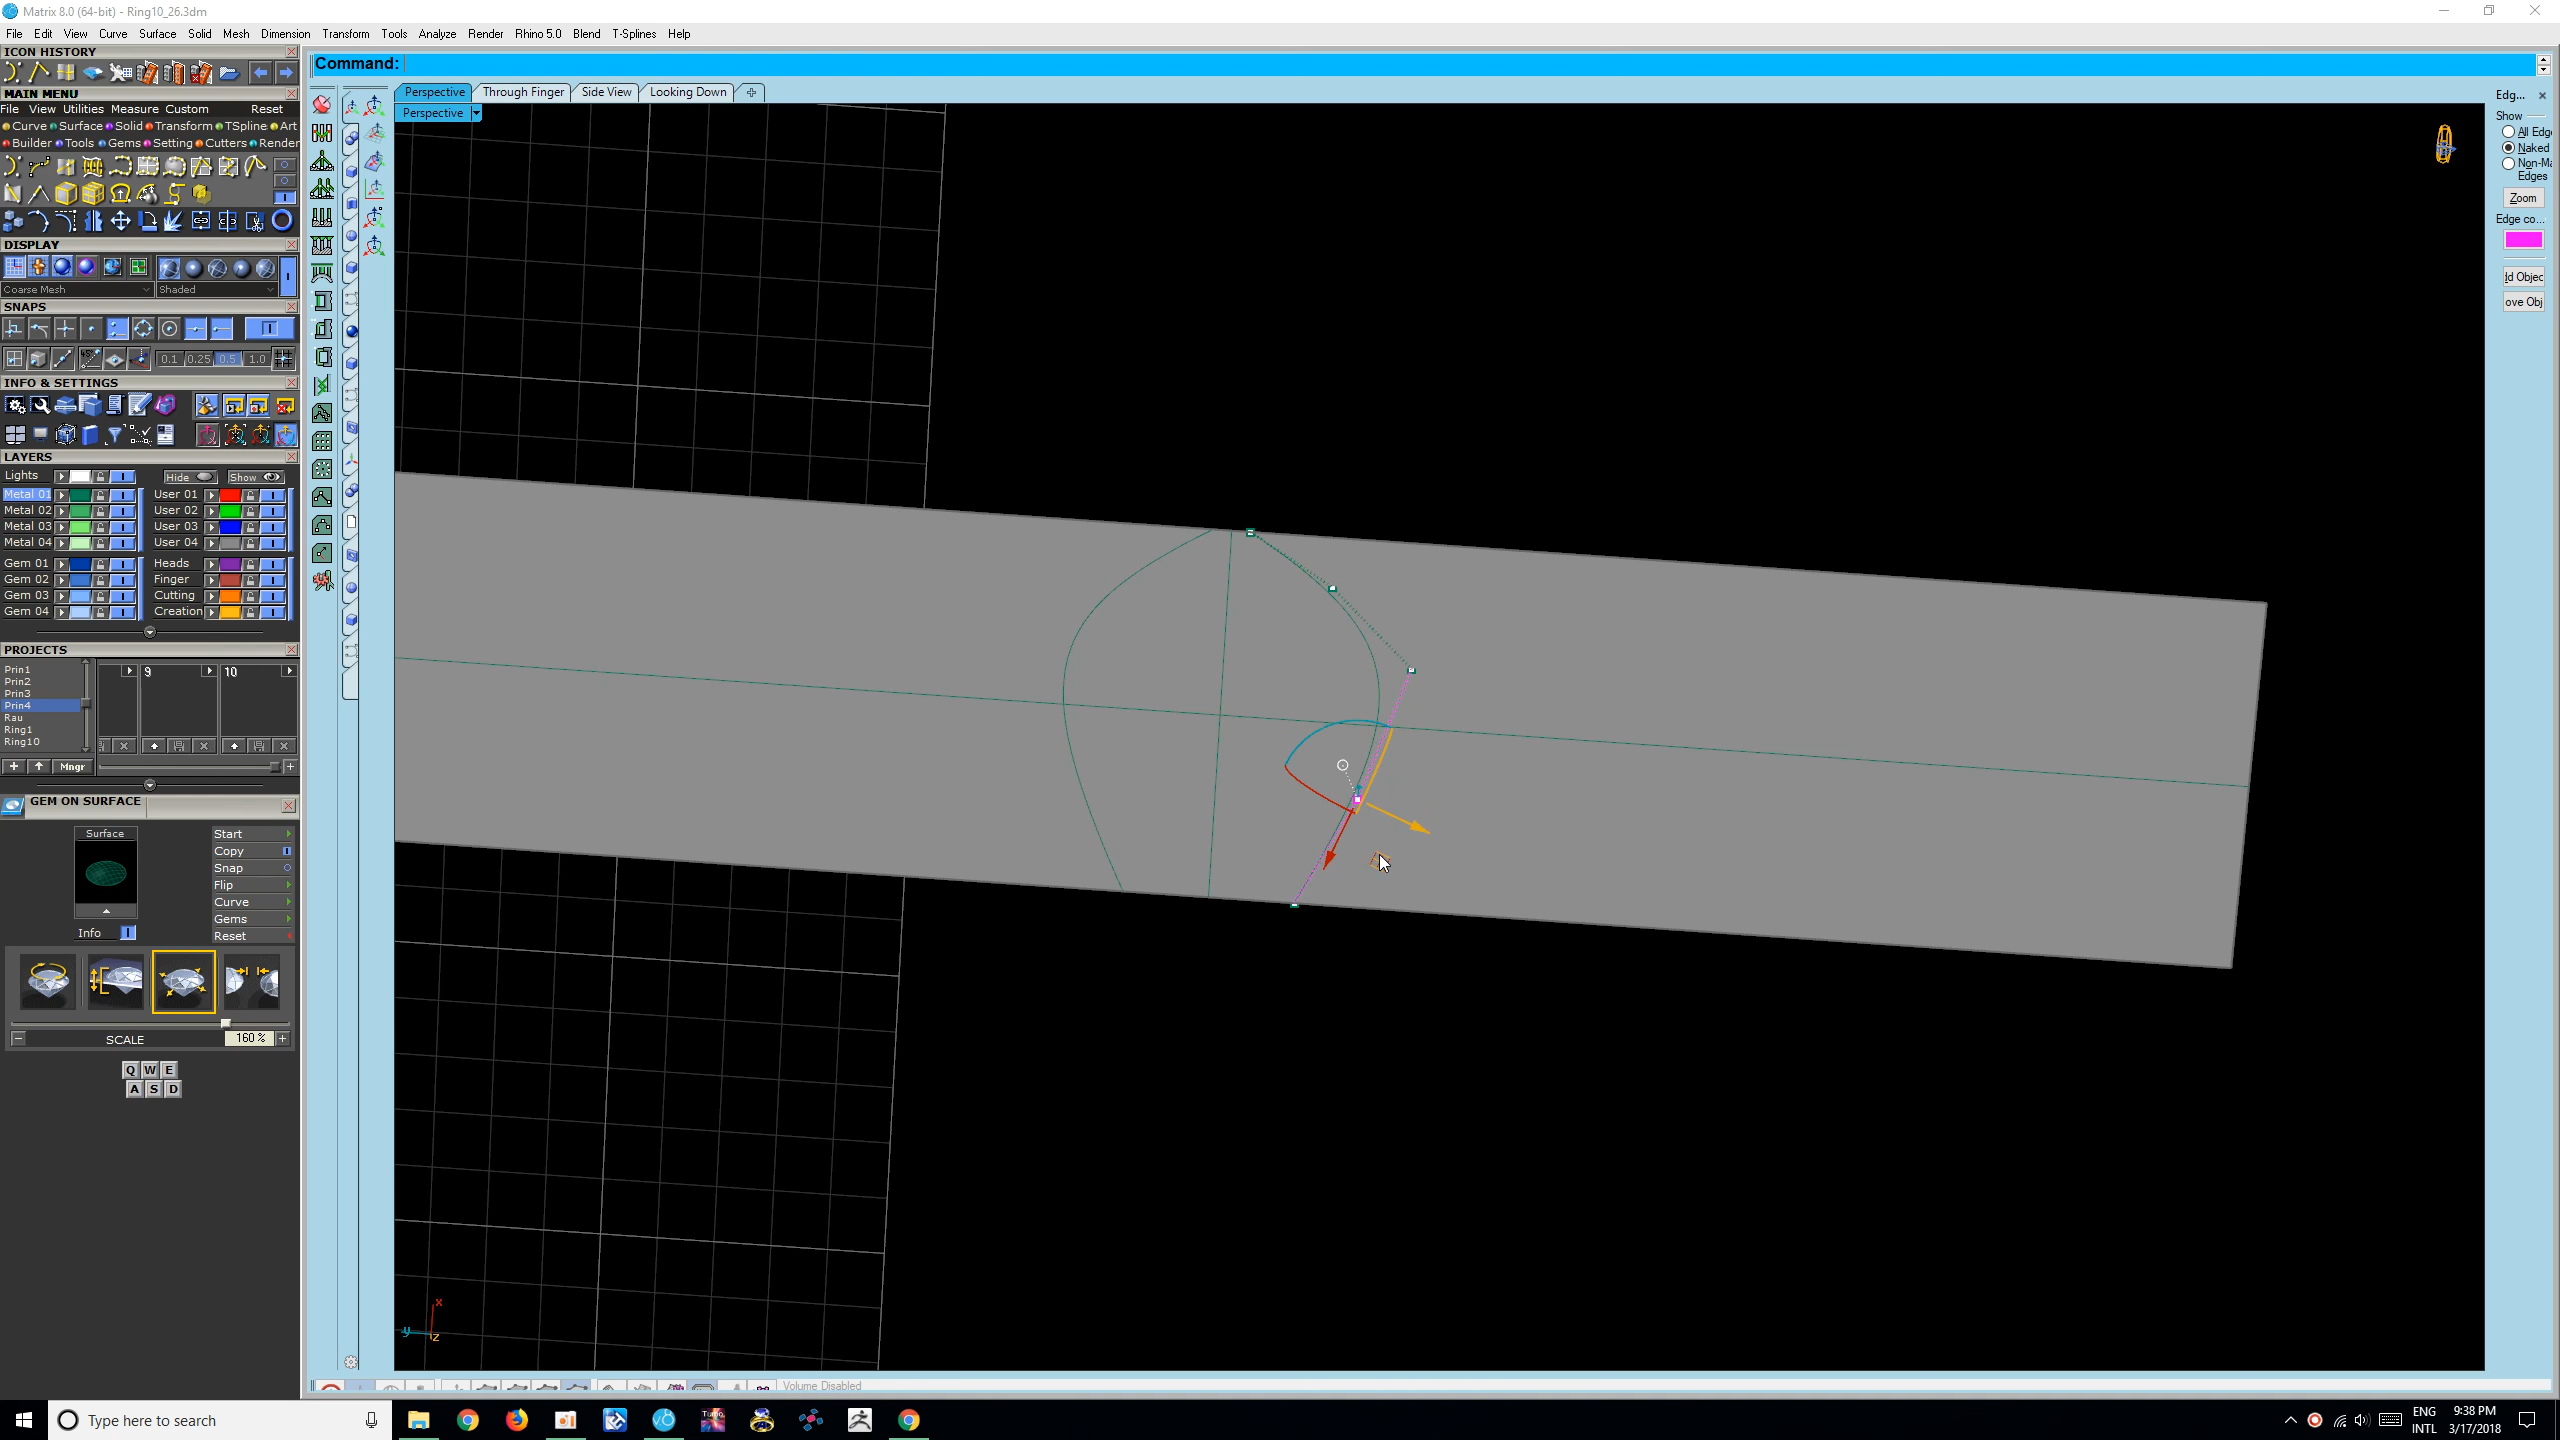 Matrix 8.0 (64-bit) - Ring10_26.3dm
File Edit View Curve Surface Solid Mesh Dimension Transform Tools Analyze Render Rhino 5.0 Blend T-Splines Help
ICON HISTORY
Command:
MAIN MENU
File View Utilities Measure Custom Reset
Curve Surface Solid Transform TSpline Art
Builder Tools Gems Setting Cutters Render
Perspective Through Finger Side View Looking Down
Perspective
Edg...
Show
All Edg
Naked
Non-Ma
Edges
Zoom
Edge co...
ld Objec
ove Obj
DISPLAY
Coarse Mesh Shaded
SNAPS
0.1 0.25 0.5 1.0
INFO & SETTINGS
LAYERS
Lights Hide Show
Metal 01 User 01
Metal 02 User 02
Metal 03 User 03
Metal 04 User 04
Gem 01 Heads
Gem 02 Finger
Gem 03 Cutting
Gem 04 Creation
PROJECTS
Prin1
Prin2
Prin3
Prin4
Rau
Ring1
Ring10
9 10
Mngr
GEM ON SURFACE
Surface
Start
Copy
Snap
Flip
Curve
Gems
Reset
Info
SCALE 160 %
Q W E
A S D
x
y
z
Volume Disabled
Type here to search
ENG
INTL
9:38 PM
3/17/2018